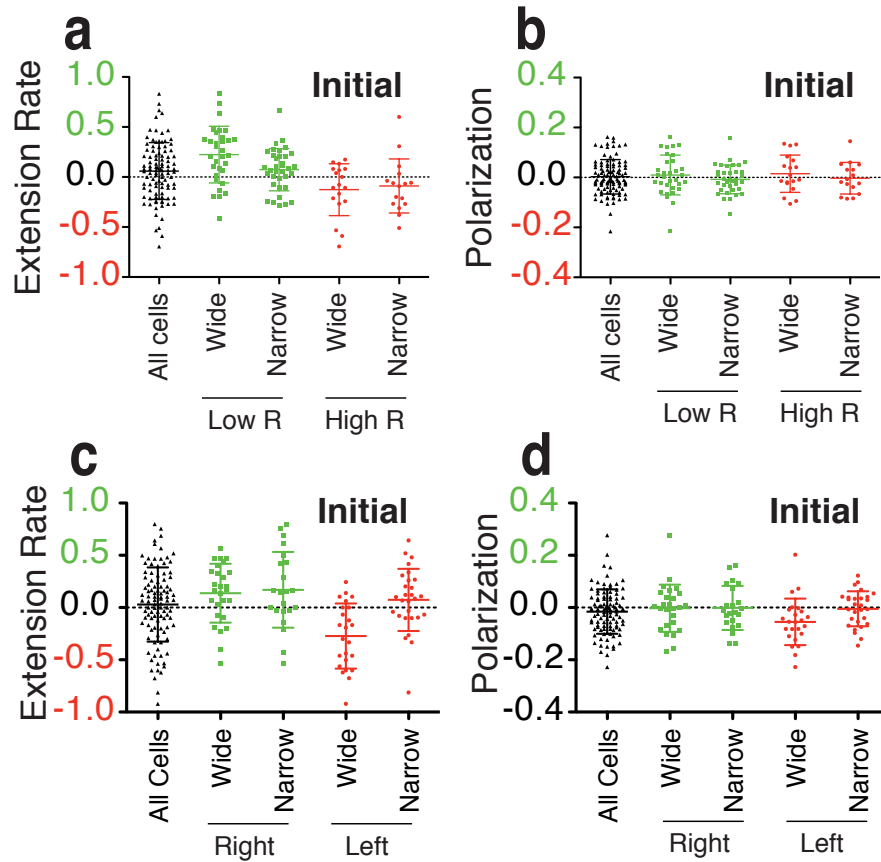 a
Initial
Extension Rate
1.0
0.5
0.0
-0.5
-1.0
All cells
Wide
Narrow
Wide
Narrow
Low R
High R
b
Initial
Polarization
0.4
0.2
0.0
-0.2
-0.4
All cells
Wide
Narrow
Wide
Narrow
Low R
High R
c
Initial
Extension Rate
1.0
0.5
0.0
-0.5
-1.0
All Cells
Wide
Narrow
Wide
Narrow
Right
Left
d
Initial
Polarization
0.4
0.2
0.0
-0.2
-0.4
All Cells
Wide
Narrow
Wide
Narrow
Right
Left